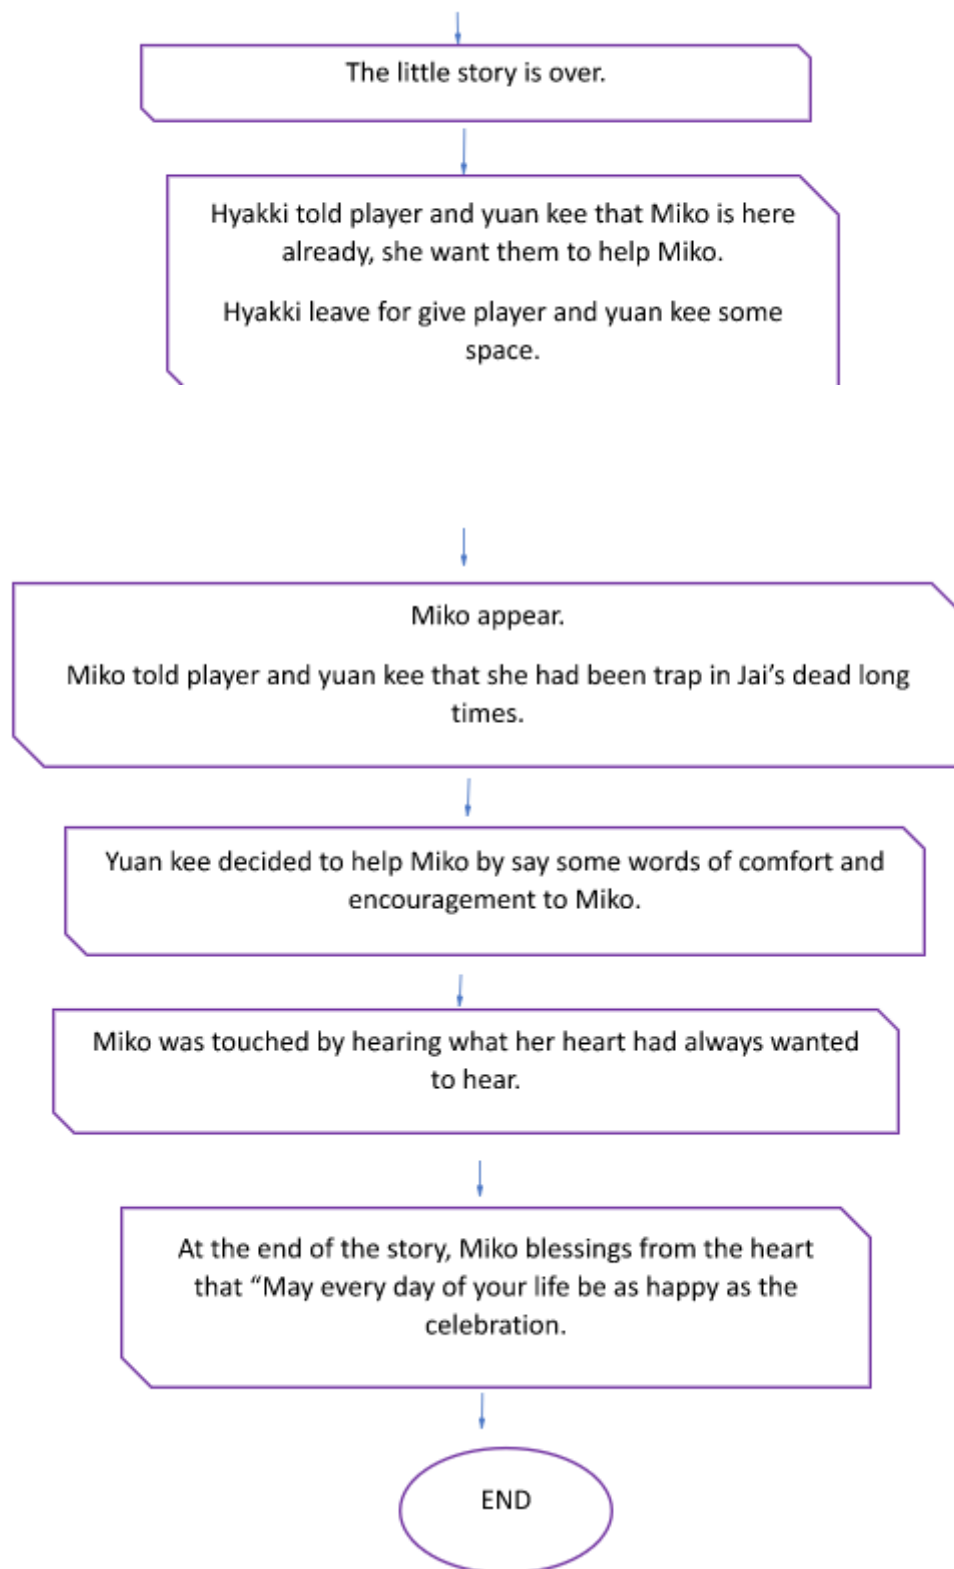 The little story is over.
Hyakki told player and yuan kee that Miko is here
already, she want them to help Miko.
Hyakki leave for give player and yuan kee some
space.
Miko appear.
Miko told player and yuan kee that she had been trap in Jai’s dead long
times.
Yuan kee decided to help Miko by say some words of comfort and
encouragement to Miko.
Miko was touched by hearing what her heart had always wanted
to hear.
At the end of the story, Miko blessings from the heart
that “May every day of your life be as happy as the
celebration.
END